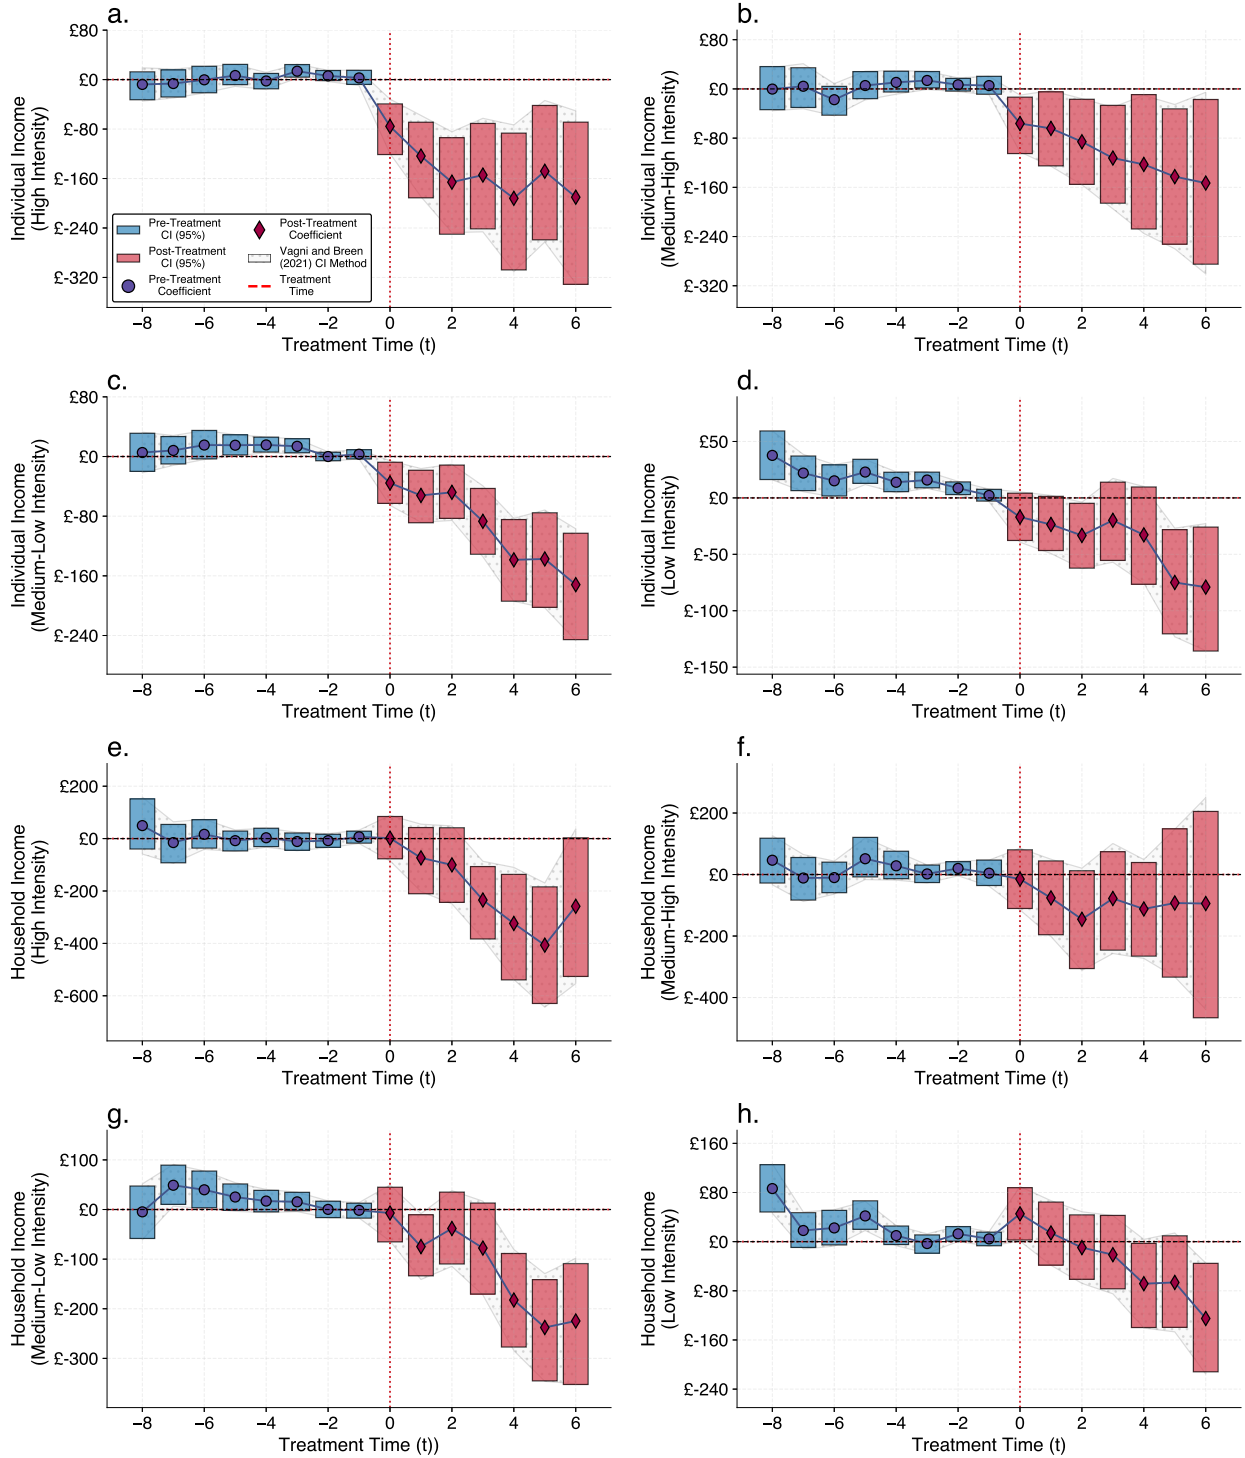 a.
£80
£0
£-80
£-160
£-240
£-320
Individual Income
(High Intensity)
Pre-Treatment
CI (95%)
Post-Treatment
CI (95%)
Pre-Treatment
Coefficient
Post-Treatment
Coefficient
Vagni and Breen
(2021) CI Method
Treatment
Time
−8 −6 −4 −2 0 2 4 6
Treatment Time (t)
b.
£80
£0
£-80
£-160
£-240
£-320
Individual Income
(Medium-High Intensity)
−8 −6 −4 −2 0 2 4 6
Treatment Time (t)
c.
£80
£0
£-80
£-160
£-240
Individual Income
(Medium-Low Intensity)
−8 −6 −4 −2 0 2 4 6
Treatment Time (t)
d.
£50
£0
£-50
£-100
£-150
Individual Income
(Low Intensity)
−8 −6 −4 −2 0 2 4 6
Treatment Time (t)
e.
£200
£0
£-200
£-400
£-600
Household Income
(High Intensity)
−8 −6 −4 −2 0 2 4 6
Treatment Time (t)
f.
£200
£0
£-200
£-400
Household Income
(Medium-High Intensity)
−8 −6 −4 −2 0 2 4 6
Treatment Time (t)
g.
£100
£0
£-100
£-200
£-300
Household Income
(Medium-Low Intensity)
−8 −6 −4 −2 0 2 4 6
Treatment Time (t))
h.
£160
£80
£0
£-80
£-160
£-240
Household Income
(Low Intensity)
−8 −6 −4 −2 0 2 4 6
Treatment Time (t)